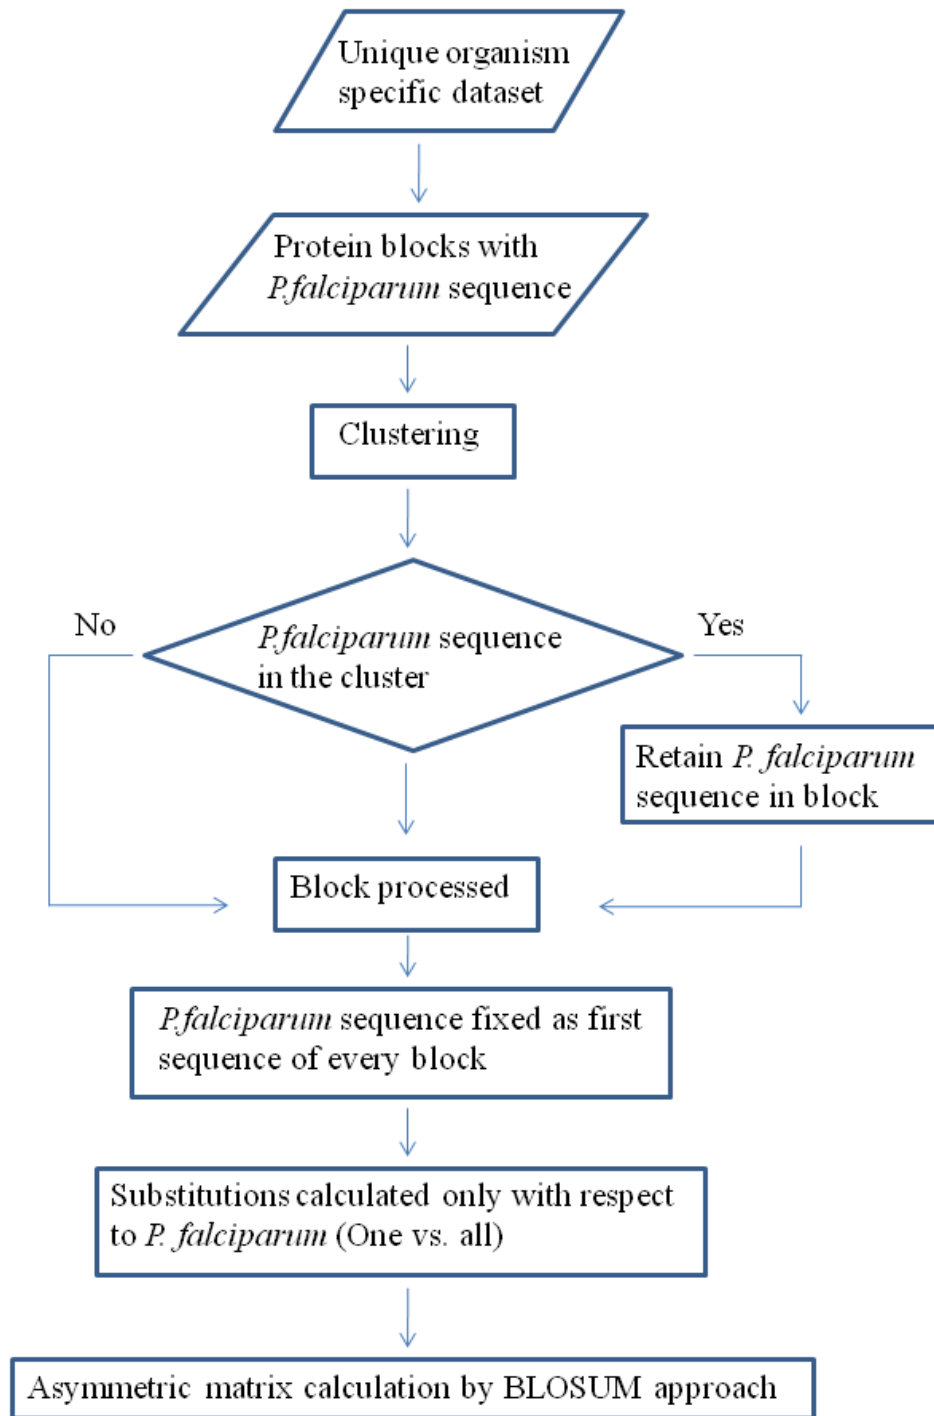 Unique organism
specific dataset
Protein blocks with
P.falciparum sequence
Clustering
No
P.falciparum sequence
in the cluster
Yes
Retain P. falciparum
sequence in block
Block processed
P.falciparum sequence fixed as first
sequence of every block
Substitutions calculated only with respect
to P. falciparum (One vs. all)
Asymmetric matrix calculation by BLOSUM approach